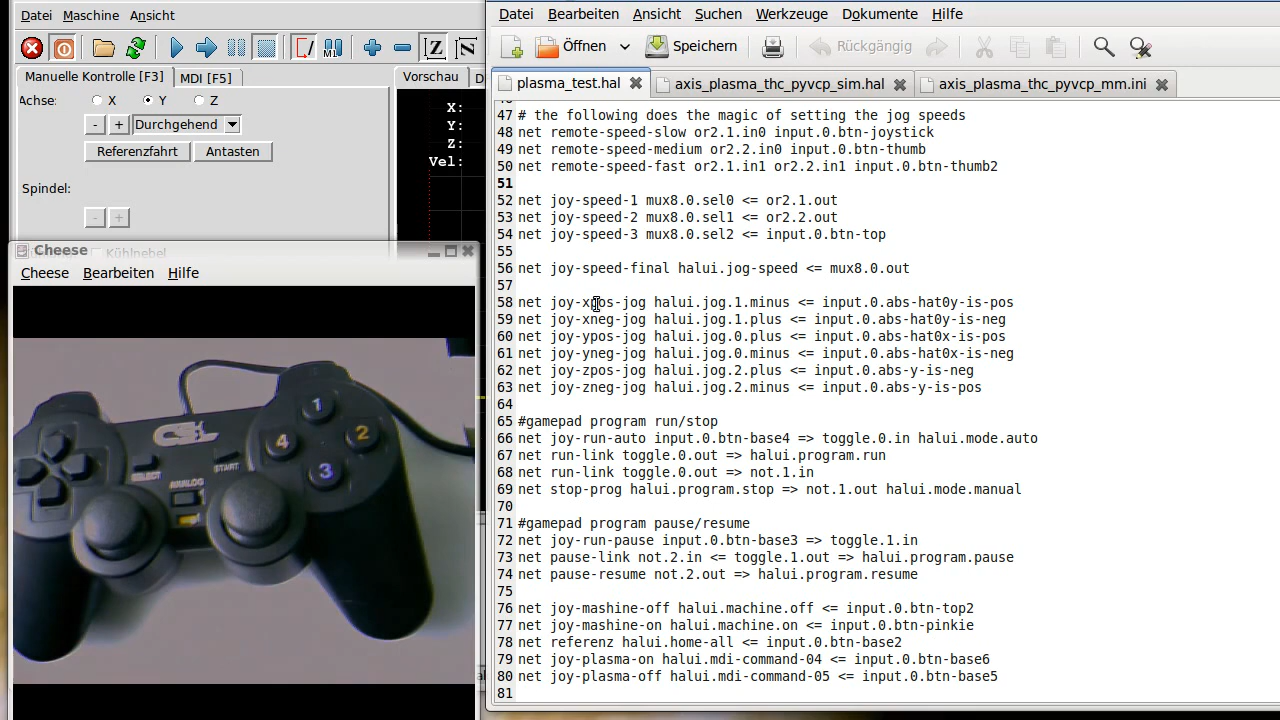 Datei Maschine Ansicht
Manuelle Kontrolle [F3] MDI [F5]
Vorschau
Achse: X Y Z
- + Durchgehend
Referenzfahrt Antasten
Spindel:
- +
Kühlnebel
X:
Y:
Z:
Vel:
Cheese
Cheese Bearbeiten Hilfe
SELECT
START
ANALOG
1
2
3
4
Datei Bearbeiten Ansicht Suchen Werkzeuge Dokumente Hilfe
Öffnen Speichern Rückgängig
plasma_test.hal axis_plasma_thc_pyvcp_sim.hal axis_plasma_thc_pyvcp_mm.ini
47 # the following does the magic of setting the jog speeds
48 net remote-speed-slow or2.1.in0 input.0.btn-joystick
49 net remote-speed-medium or2.2.in0 input.0.btn-thumb
50 net remote-speed-fast or2.1.in1 or2.2.in1 input.0.btn-thumb2
51
52 net joy-speed-1 mux8.0.sel0 <= or2.1.out
53 net joy-speed-2 mux8.0.sel1 <= or2.2.out
54 net joy-speed-3 mux8.0.sel2 <= input.0.btn-top
55
56 net joy-speed-final halui.jog-speed <= mux8.0.out
57
58 net joy-xpos-jog halui.jog.1.minus <= input.0.abs-hat0y-is-pos
59 net joy-xneg-jog halui.jog.1.plus <= input.0.abs-hat0y-is-neg
60 net joy-ypos-jog halui.jog.0.plus <= input.0.abs-hat0x-is-pos
61 net joy-yneg-jog halui.jog.0.minus <= input.0.abs-hat0x-is-neg
62 net joy-zpos-jog halui.jog.2.plus <= input.0.abs-y-is-neg
63 net joy-zneg-jog halui.jog.2.minus <= input.0.abs-y-is-pos
64
65 #gamepad program run/stop
66 net joy-run-auto input.0.btn-base4 => toggle.0.in halui.mode.auto
67 net run-link toggle.0.out => halui.program.run
68 net run-link toggle.0.out => not.1.in
69 net stop-prog halui.program.stop => not.1.out halui.mode.manual
70
71 #gamepad program pause/resume
72 net joy-run-pause input.0.btn-base3 => toggle.1.in
73 net pause-link not.2.in <= toggle.1.out => halui.program.pause
74 net pause-resume not.2.out => halui.program.resume
75
76 net joy-mashine-off halui.machine.off <= input.0.btn-top2
77 net joy-mashine-on halui.machine.on <= input.0.btn-pinkie
78 net referenz halui.home-all <= input.0.btn-base2
79 net joy-plasma-on halui.mdi-command-04 <= input.0.btn-base6
80 net joy-plasma-off halui.mdi-command-05 <= input.0.btn-base5
81